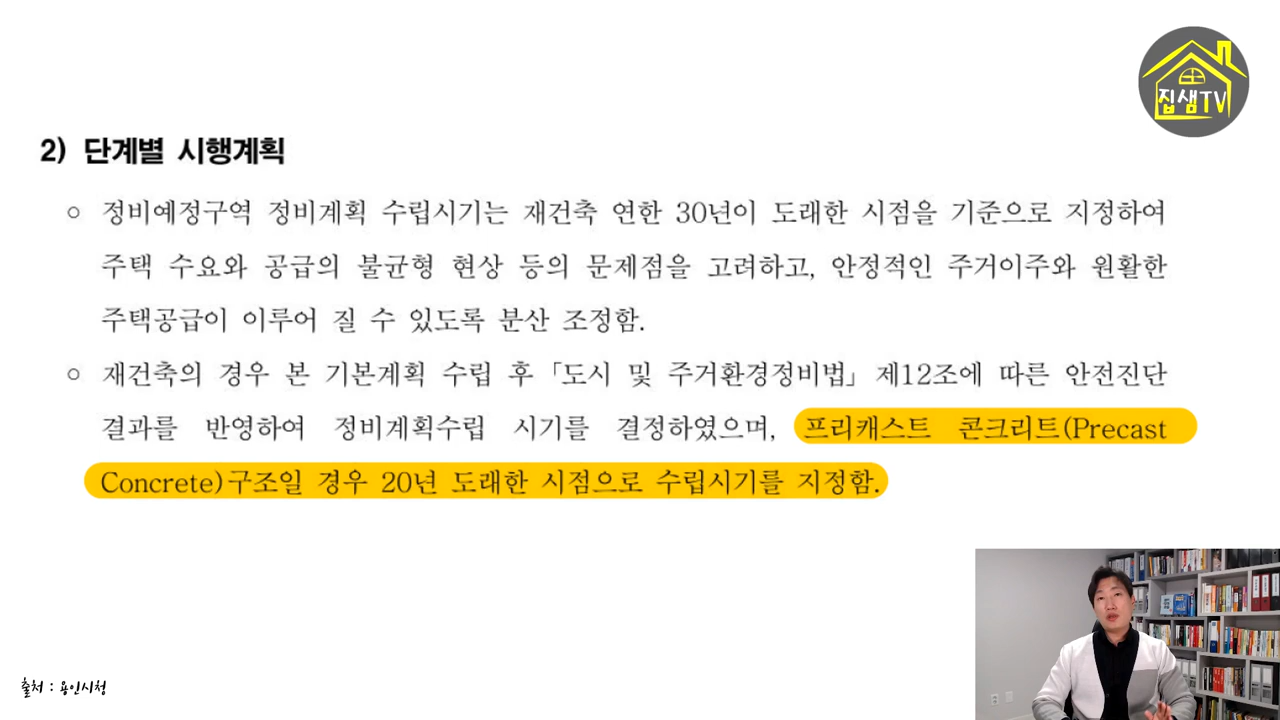 집샘TV
2) 단계별 시행계획
○ 정비예정구역 정비계획 수립시기는 재건축 연한 30년이 도래한 시점을 기준으로 지정하여
주택 수요와 공급의 불균형 현상 등의 문제점을 고려하고, 안정적인 주거이주와 원활한
주택공급이 이루어 질 수 있도록 분산 조정함.
○ 재건축의 경우 본 기본계획 수립 후 「도시 및 주거환경정비법」 제12조에 따른 안전진단
결과를 반영하여 정비계획수립 시기를 결정하였으며, 프리캐스트 콘크리트(Precast
Concrete)구조일 경우 20년 도래한 시점으로 수립시기를 지정함.
출처 : 용인시청